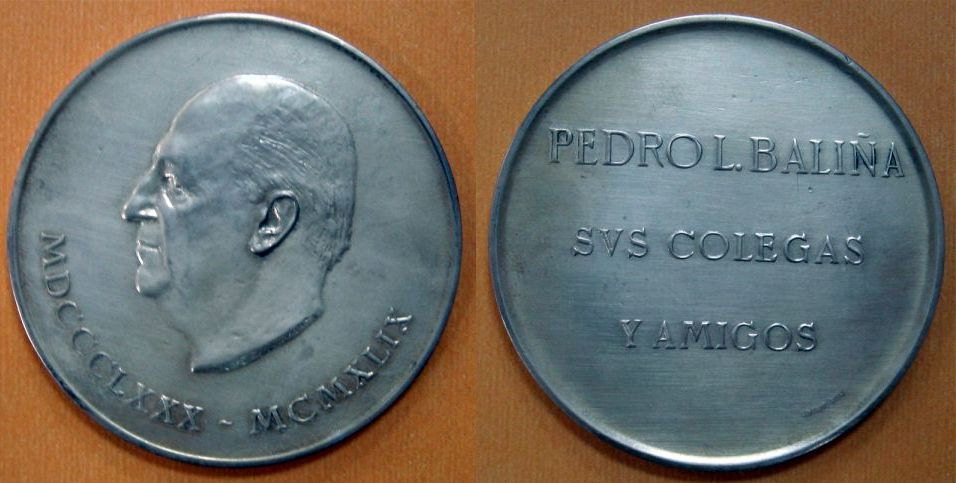 MDCCCLXXX - MCMXLIX
PEDRO L. BALIÑA
SVS COLEGAS
Y AMIGOS